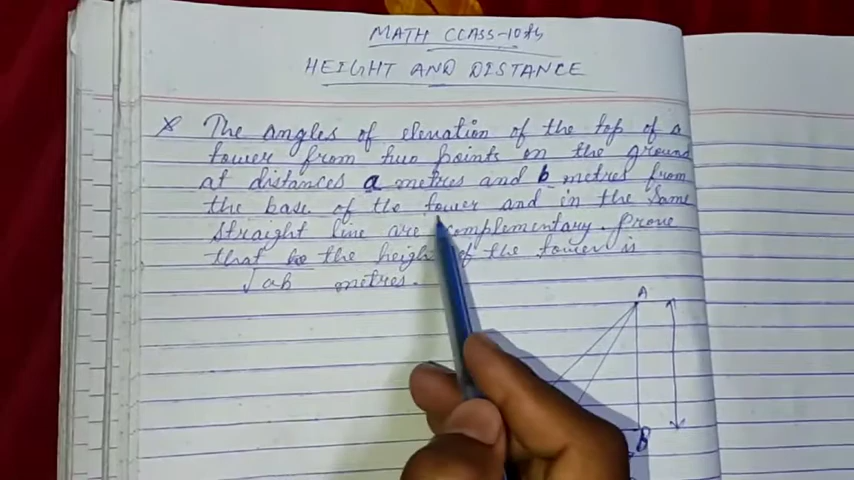 MATH CLASS-10th
HEIGHT AND DISTANCE
* The angles of elevation of the top of a
tower from two points on the ground
at distances a metres and b metres from
the base of the tower and in the same
straight line are complementary. Prove
that the height of the tower is
√ab metres.
A
B